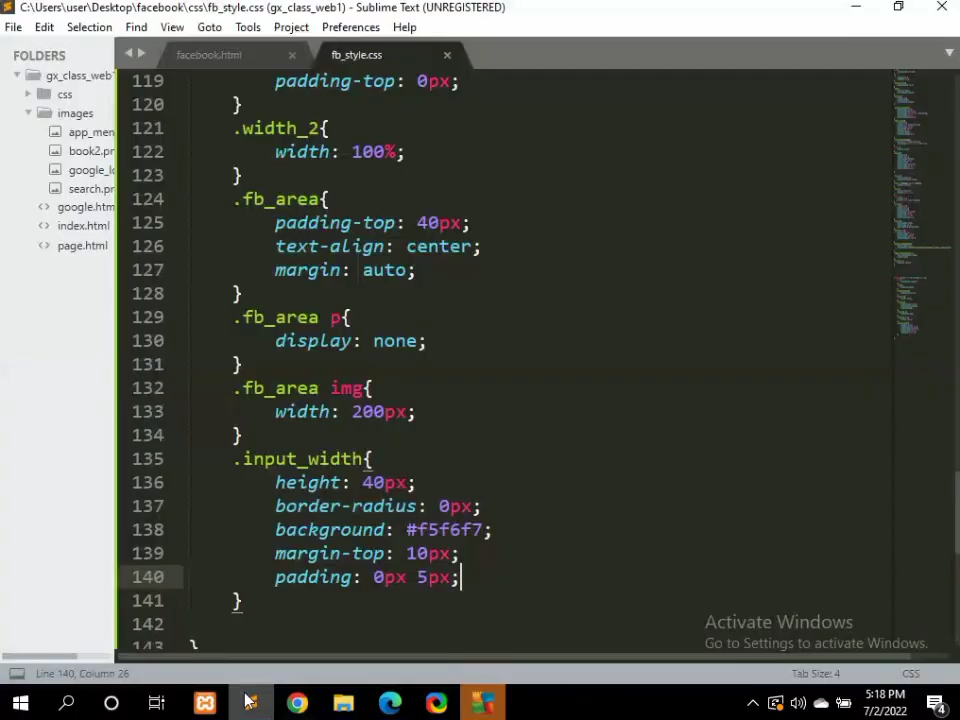 C:\Users\user\Desktop\facebook\css\fb_style.css (gx_class_web1) - Sublime Text (UNREGISTERED)
File Edit Selection Find View Goto Tools Project Preferences Help
FOLDERS
gx_class_web1
css
images
app_men
book2.pr
google_lo
search.pr
google.htm
index.html
page.html
facebook.html
fb_style.css
119 padding-top: 0px;
120 }
121 .width_2{
122 width: 100%;
123 }
124 .fb_area{
125 padding-top: 40px;
126 text-align: center;
127 margin: auto;
128 }
129 .fb_area p{
130 display: none;
131 }
132 .fb_area img{
133 width: 200px;
134 }
135 .input_width{
136 height: 40px;
137 border-radius: 0px;
138 background: #f5f6f7;
139 margin-top: 10px;
140 padding: 0px 5px;
141 }
142
143 }
Activate Windows
Go to Settings to activate Windows.
Line 140, Column 26
Tab Size: 4
CSS
5:18 PM
7/2/2022
4